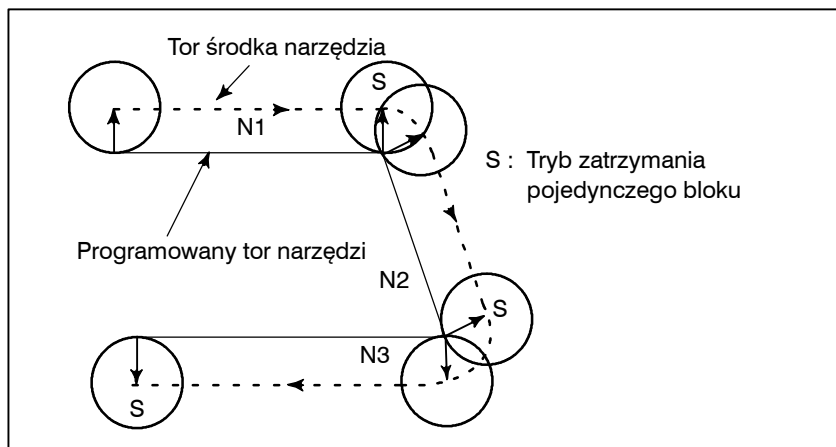 Tor środka narzędzia
S
N1
S : Tryb zatrzymania
pojedynczego bloku
Programowany tor narzędzi
N2
S
N3
S